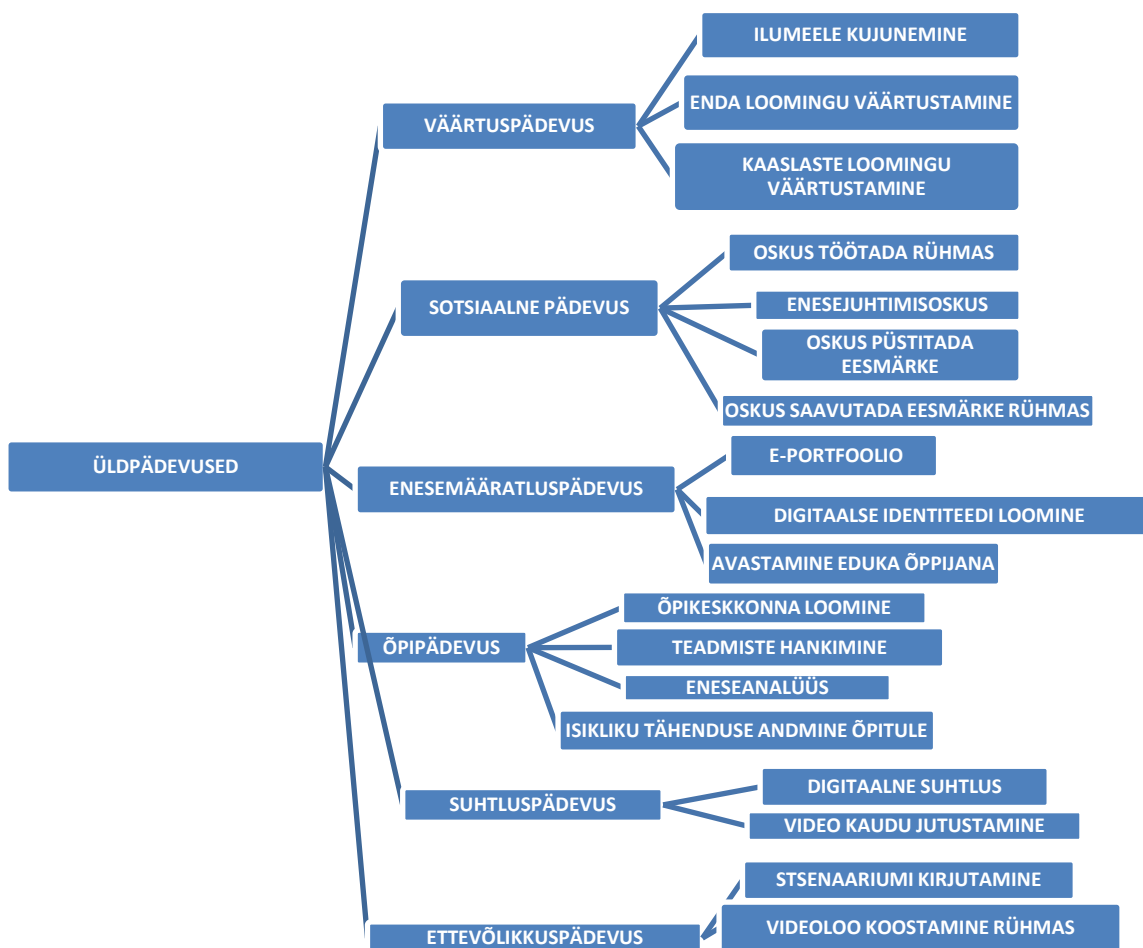 ÜLDPÄDEVUSED
VÄÄRTUSPÄDEVUS
ILUMEELE KUJUNEMINE
ENDA LOOMINGU VÄÄRTUSTAMINE
KAASLASTE LOOMINGU
VÄÄRTUSTAMINE
SOTSIAALNE PÄDEVUS
OSKUS TÖÖTADA RÜHMAS
ENESEJUHTIMISOSKUS
OSKUS PÜSTITADA
EESMÄRKE
OSKUS SAAVUTADA EESMÄRKE RÜHMAS
ENESEMÄÄRATLUSPÄDEVUS
E-PORTFOOLIO
DIGITAALSE IDENTITEEDI LOOMINE
AVASTAMINE EDUKA ÕPPIJANA
ÕPIPÄDEVUS
ÕPIKESKKONNA LOOMINE
TEADMISTE HANKIMINE
ENESEANALÜÜS
ISIKLIKU TÄHENDUSE ANDMINE ÕPITULE
SUHTLUSPÄDEVUS
DIGITAALNE SUHTLUS
VIDEO KAUDU JUTUSTAMINE
ETTEVÕLIKKUSPÄDEVUS
STSENAARIUMI KIRJUTAMINE
VIDEOLOO KOOSTAMINE RÜHMAS